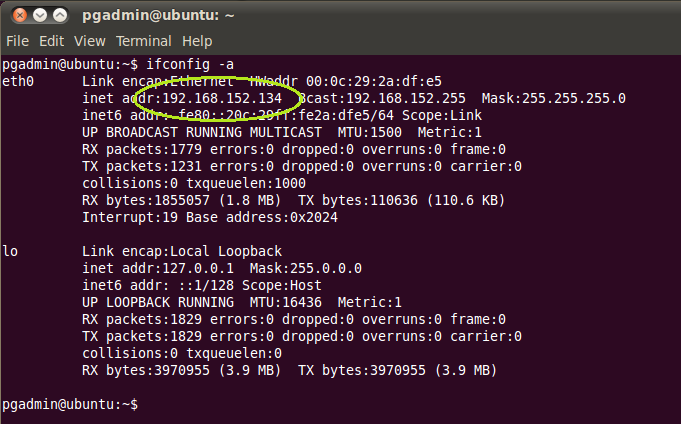 pgadmin@ubuntu: ~
File Edit View Terminal Help
pgadmin@ubuntu:~$ ifconfig -a
eth0 Link encap:Ethernet HWaddr 00:0c:29:2a:df:e5
inet addr:192.168.152.134 Bcast:192.168.152.255 Mask:255.255.255.0
inet6 addr: fe80::20c:29ff:fe2a:dfe5/64 Scope:Link
UP BROADCAST RUNNING MULTICAST MTU:1500 Metric:1
RX packets:1779 errors:0 dropped:0 overruns:0 frame:0
TX packets:1231 errors:0 dropped:0 overruns:0 carrier:0
collisions:0 txqueuelen:1000
RX bytes:1855057 (1.8 MB) TX bytes:110636 (110.6 KB)
Interrupt:19 Base address:0x2024
lo Link encap:Local Loopback
inet addr:127.0.0.1 Mask:255.0.0.0
inet6 addr: ::1/128 Scope:Host
UP LOOPBACK RUNNING MTU:16436 Metric:1
RX packets:1829 errors:0 dropped:0 overruns:0 frame:0
TX packets:1829 errors:0 dropped:0 overruns:0 carrier:0
collisions:0 txqueuelen:0
RX bytes:3970955 (3.9 MB) TX bytes:3970955 (3.9 MB)
pgadmin@ubuntu:~$